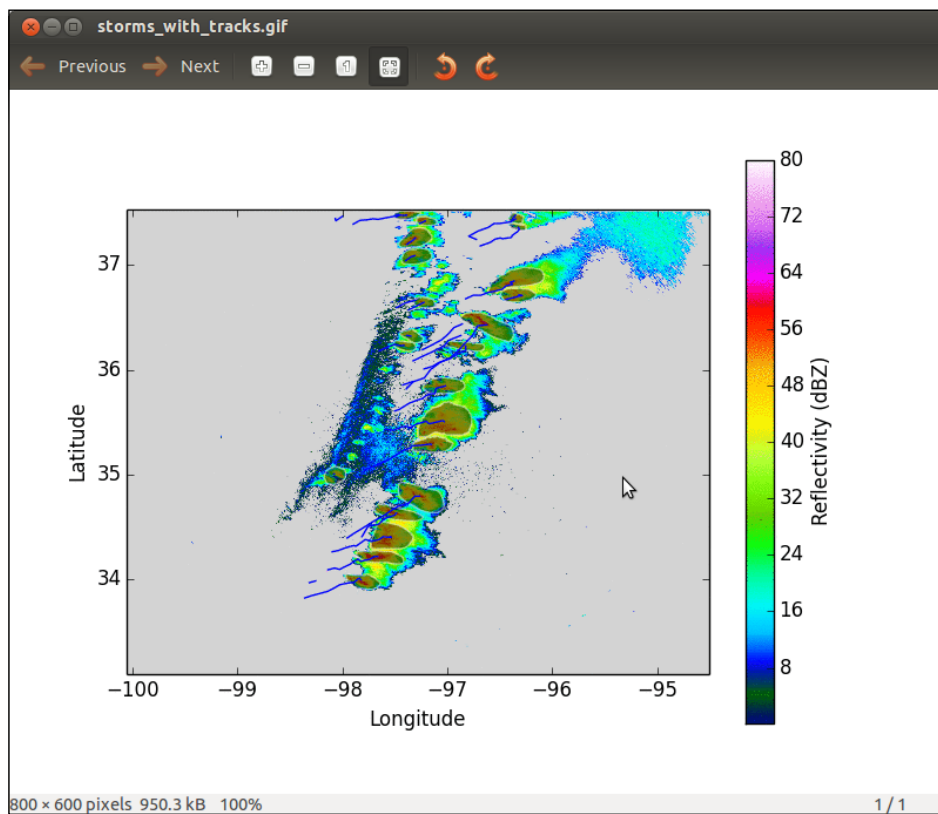 storms_with_tracks.gif
Previous Next
80
72
64
56
48
40
32
24
16
8
Reflectivity (dBZ)
37
36
35
34
Latitude
−100 −99 −98 −97 −96 −95
Longitude
800 × 600 pixels 950.3 kB 100% 1 / 1